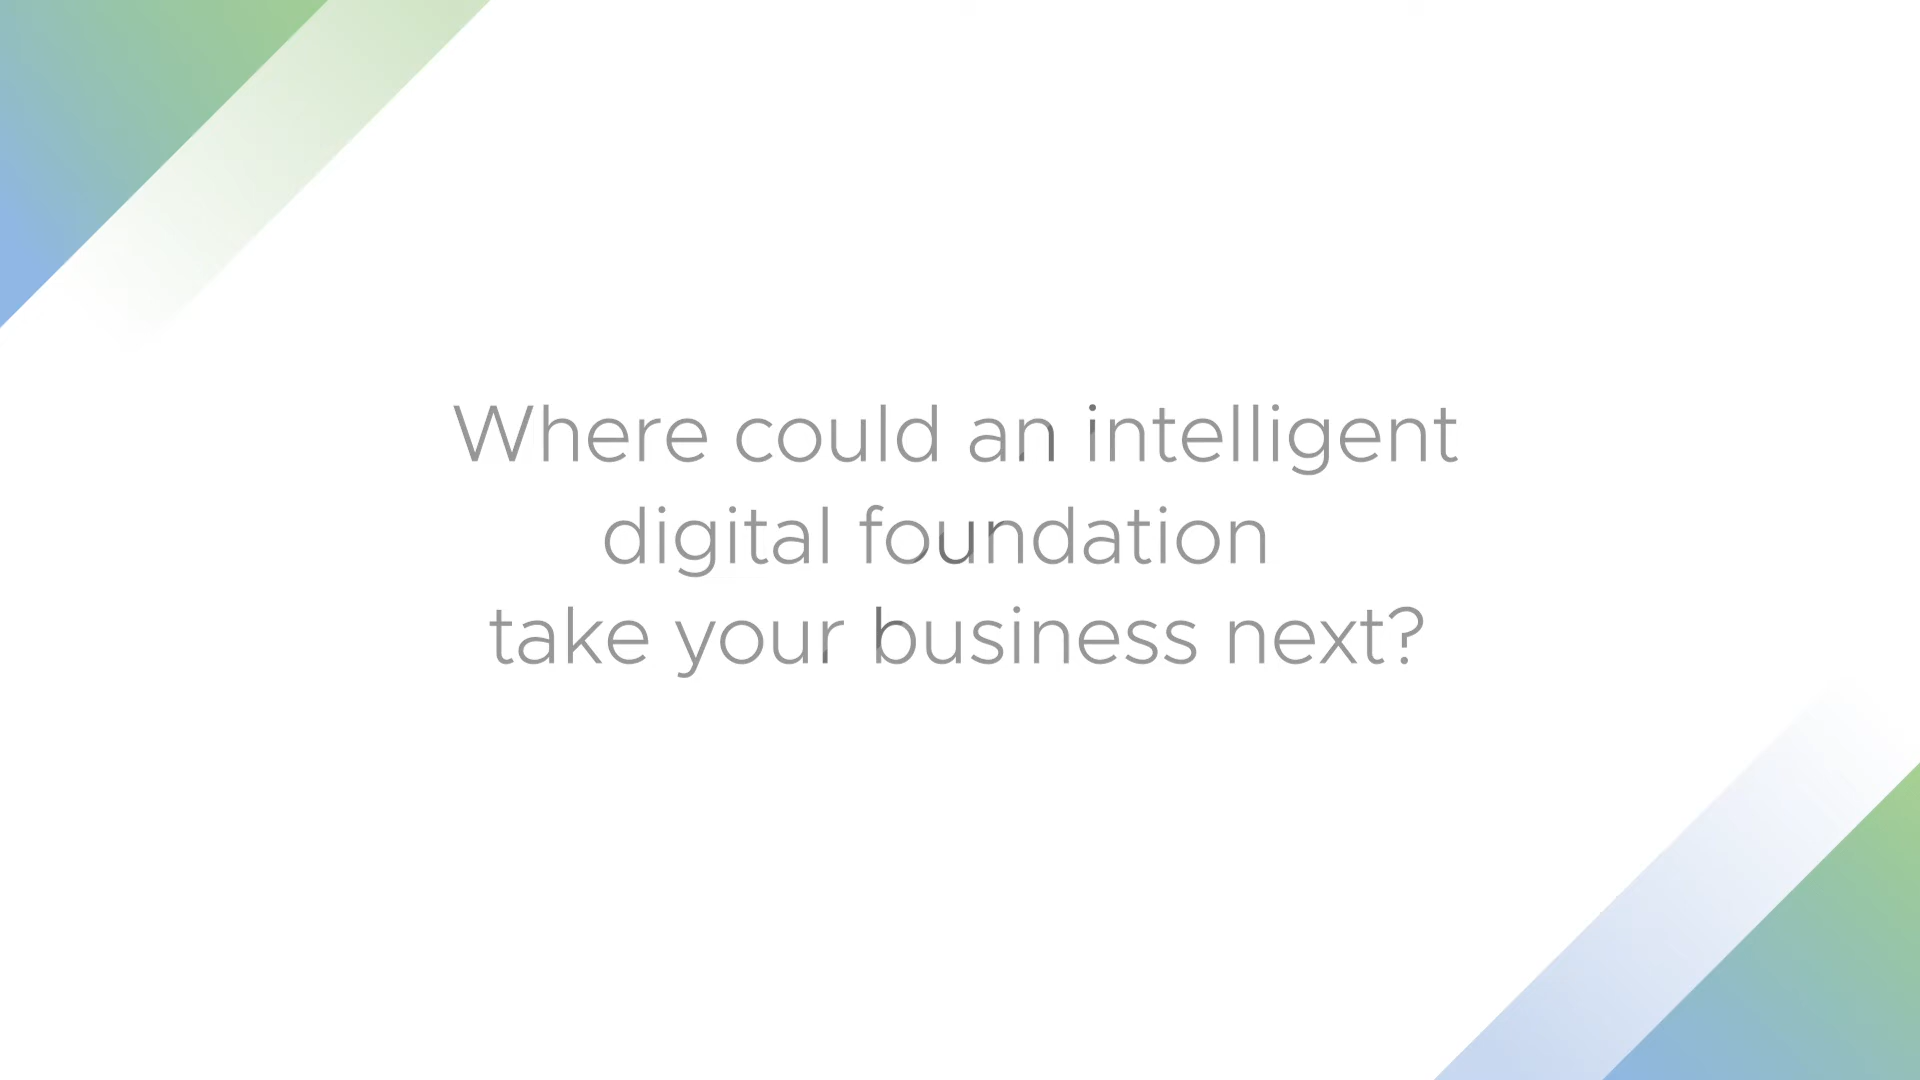 Where could an intelligent
digital foundation
take your business next?